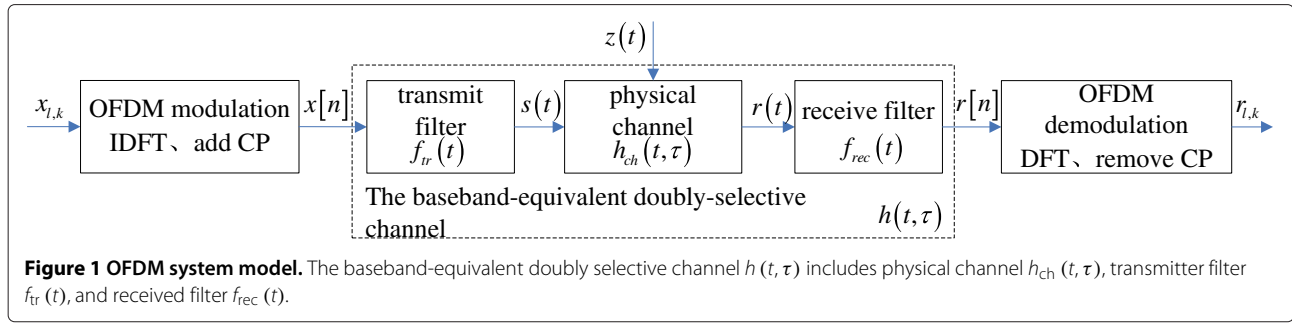 z(t)
x_{l,k}
OFDM modulation
IDFT、add CP
x[n]
transmit
filter
f_{tr}(t)
s(t)
physical
channel
h_{ch}(t,τ)
r(t)
receive filter
f_{rec}(t)
r[n]
OFDM
demodulation
DFT、remove CP
r_{l,k}
The baseband-equivalent doubly-selective
channel
h(t,τ)
Figure 1 OFDM system model. The baseband-equivalent doubly selective channel h (t, τ) includes physical channel h_{ch} (t, τ), transmitter filter
f_{tr} (t), and received filter f_{rec} (t).